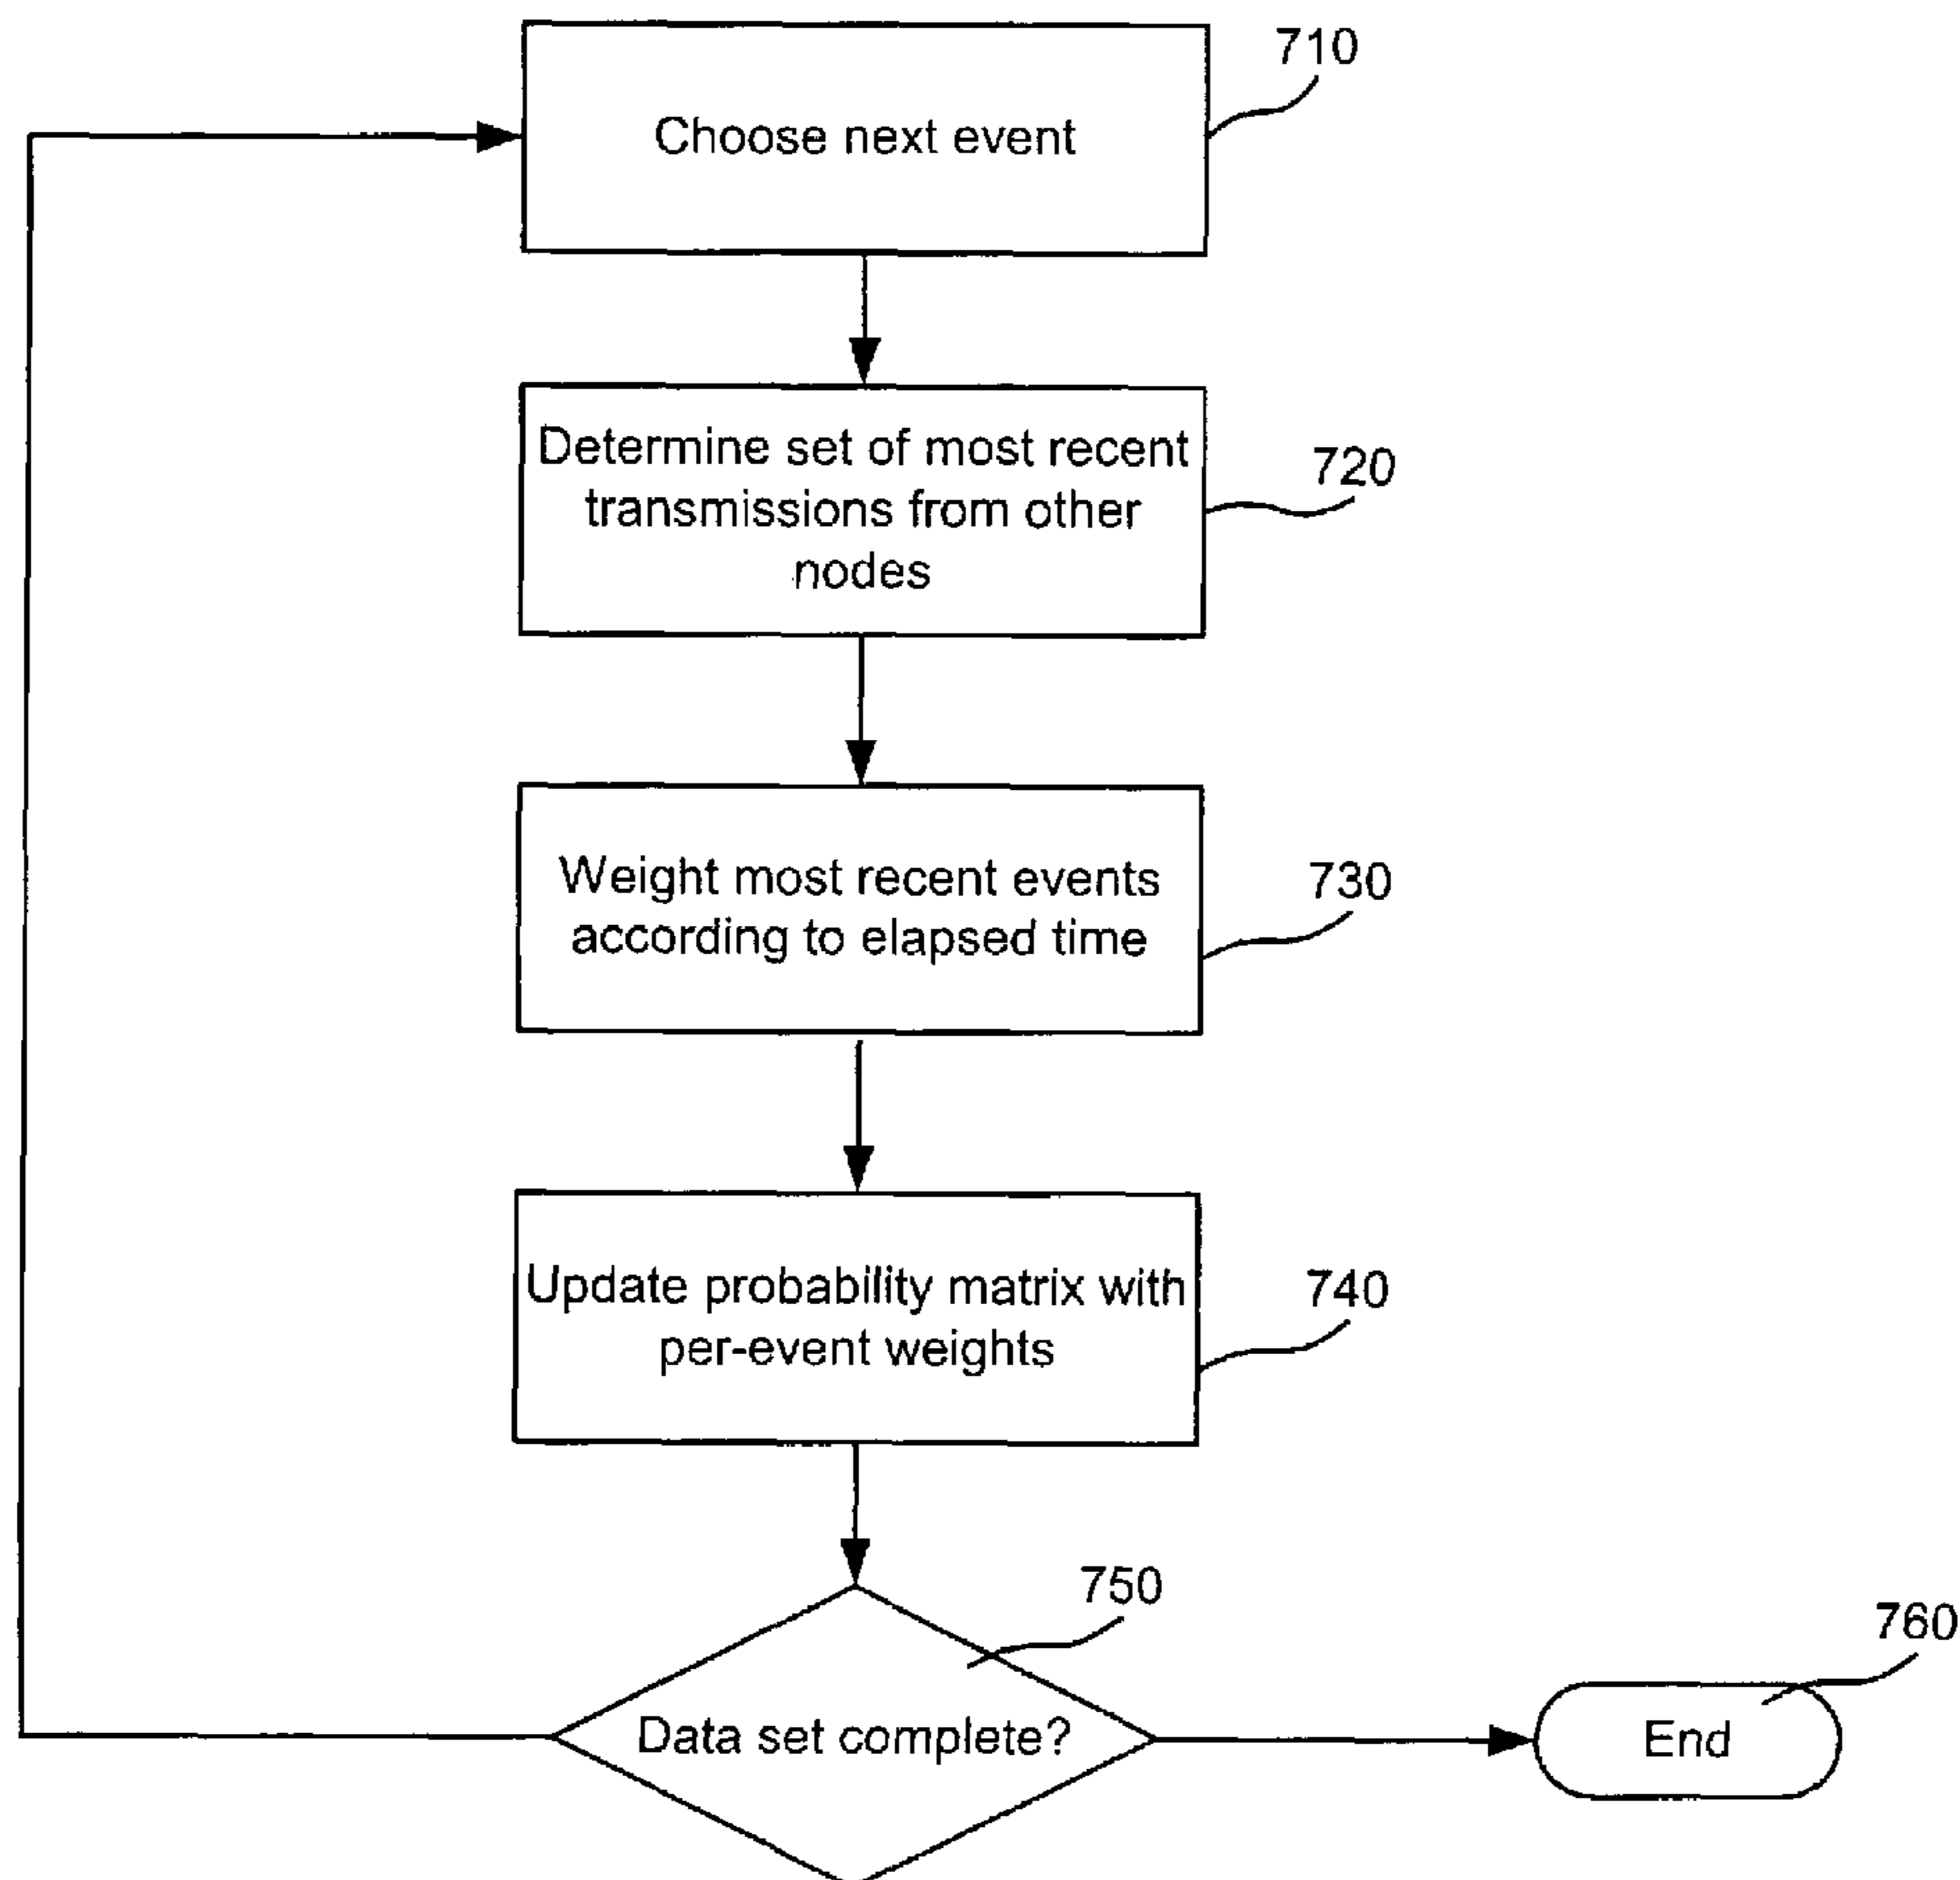 710
Choose next event
720
Determine set of most recent
transmissions from other
nodes
730
Weight most recent events
according to elapsed time
740
Update probability matrix with
per-event weights
750
Data set complete?
760
End